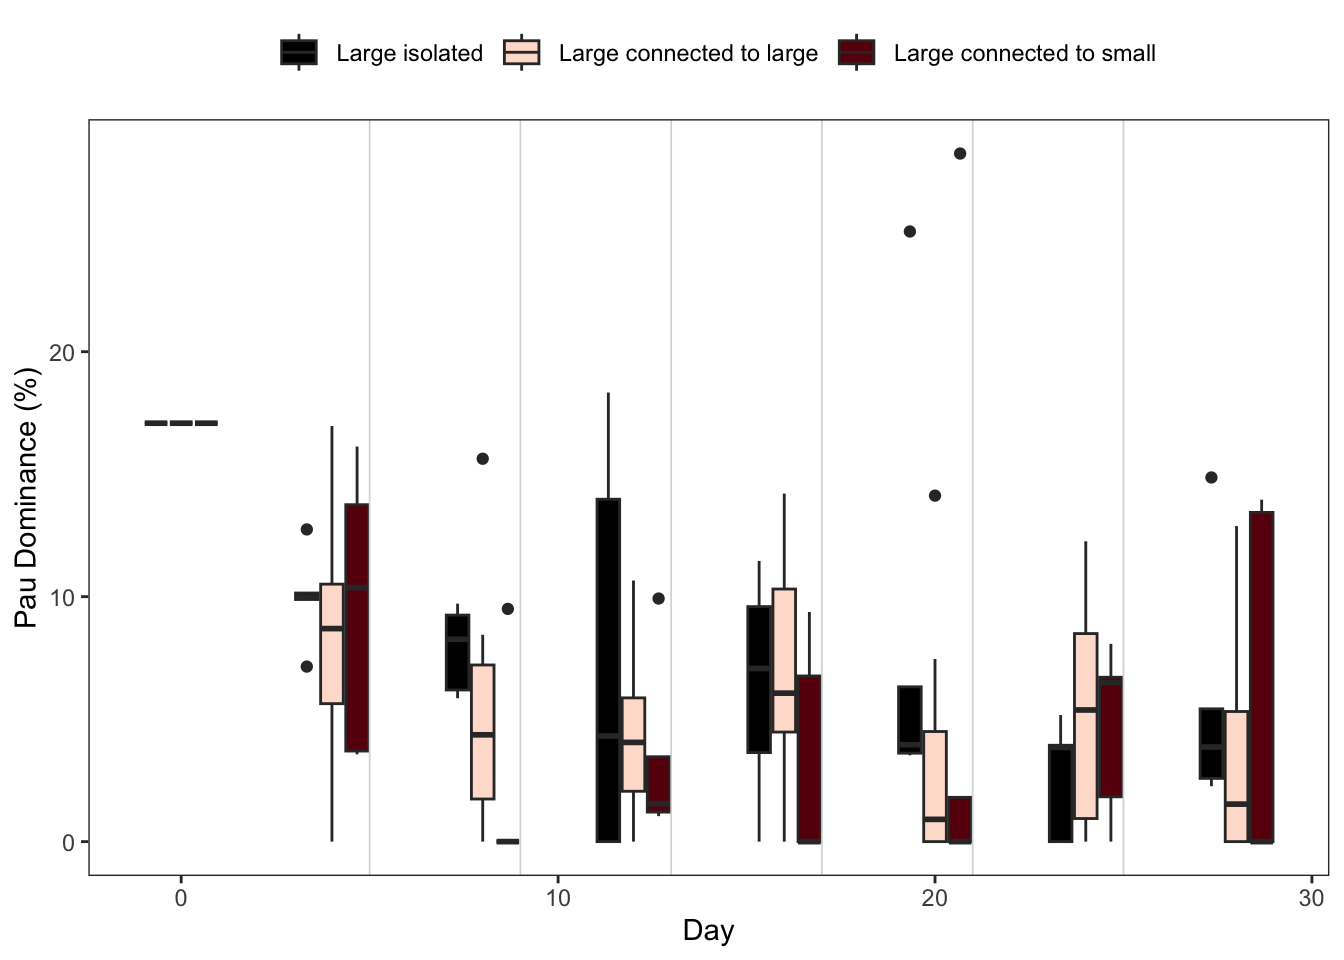 Large isolated Large connected to large Large connected to small
Pau Dominance (%)
20
10
0
0 10 20 30
Day